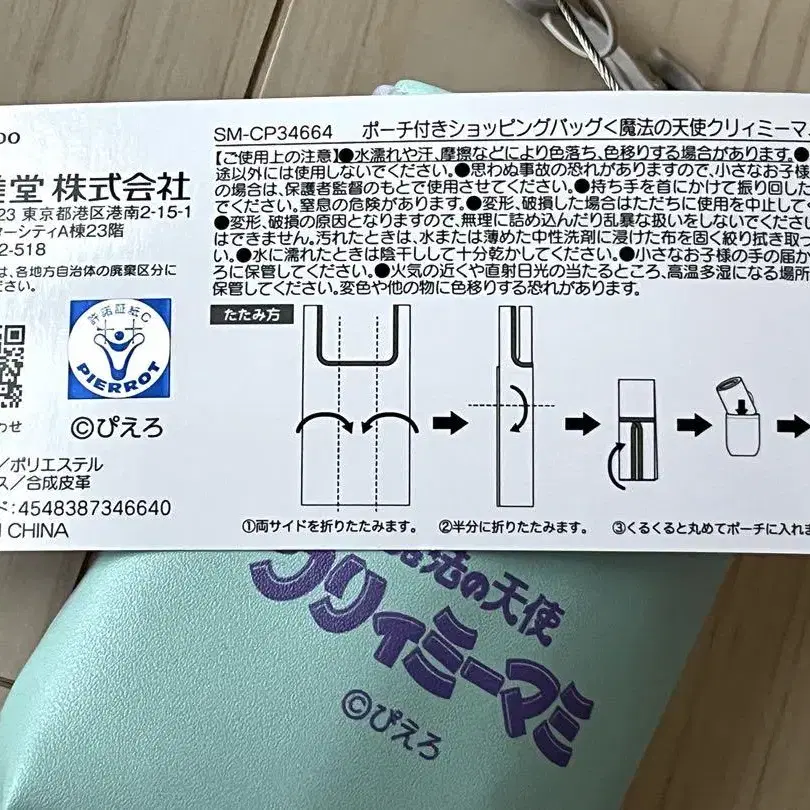 oo
堂 株式会社
23 東京都港区港南2-15-1
ーシティA棟23階
2-518
は、各地方自治体の廃棄区分に
ださい。
許諾証紙C
PIERROT
わせ
©ぴえろ
／ポリエステル
ス／合成皮革
ド:4548387346640
CHINA
SM-CP34664 ポーチ付きショッピングバッグ＜魔法の天使クリィミーマ
【ご使用上の注意】●水濡れや汗、摩擦などにより色落ち、色移りする場合があります。●
途以外には使用しないでください。●思わぬ事故の恐れがありますので、小さなお子様
の場合は、保護者監督のもとで使用させてください。●持ち手を首にかけて振り回した
でください。窒息の危険があります。●変形、破損した場合はただちに使用を中止してく
●変形、破損の原因となりますので、無理に詰め込んだり乱暴な扱いをしないでください
はできません。汚れたときは、水または薄めた中性洗剤に浸けた布を固く絞り拭き取っ
い。●水に濡れたときは陰干しして十分乾かしてください。●小さなお子様の手の届か
ろに保管してください。●火気の近くや直射日光の当たるところ、高温多湿になる場所
保管してください。変色や他の物に色移りする恐れがあります。
たたみ方
①両サイドを折りたたみます。 ②半分に折りたたみます。 ③くるくると丸めてポーチに入れま
法の天使
クリィミーマミ
©ぴえろ